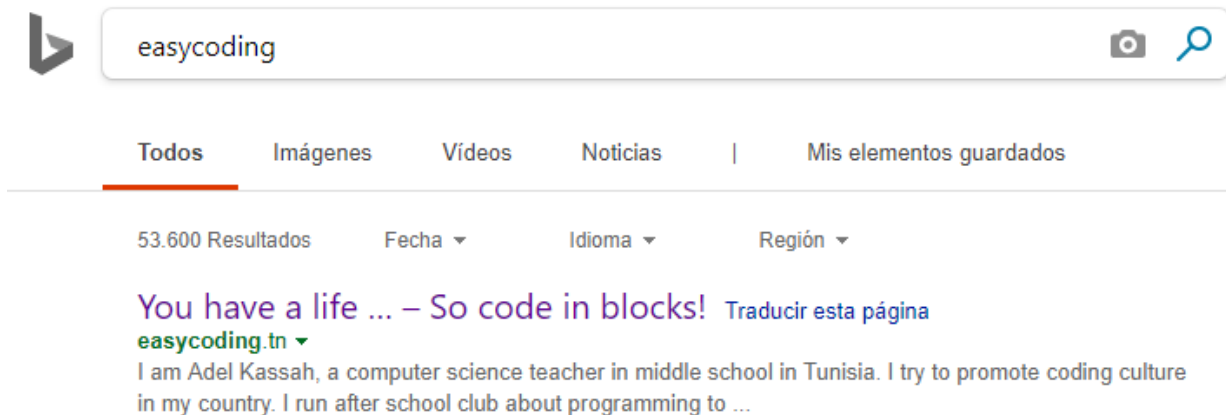 easycoding
Todos Imágenes Vídeos Noticias | Mis elementos guardados
53.600 Resultados Fecha Idioma Región
You have a life ... – So code in blocks! Traducir esta página
easycoding.tn
I am Adel Kassah, a computer science teacher in middle school in Tunisia. I try to promote coding culture
in my country. I run after school club about programming to ...